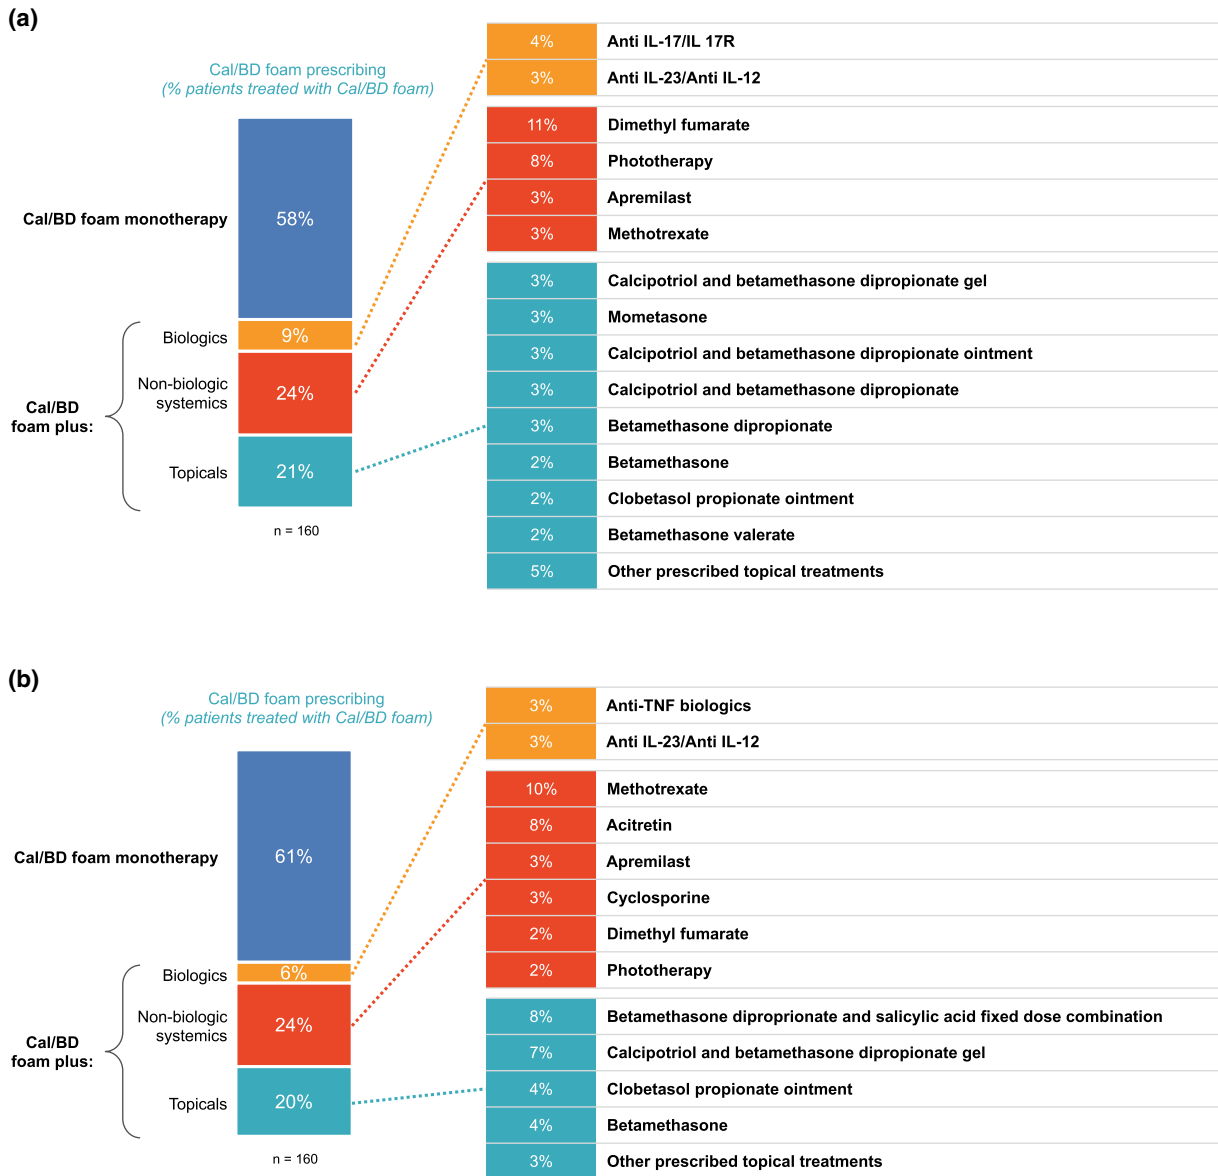 (a)
Cal/BD foam prescribing
(% patients treated with Cal/BD foam)
Cal/BD foam monotherapy
58%
Cal/BD
foam plus:
Biologics
9%
Non-biologic
systemics
24%
Topicals
21%
n = 160
4% Anti IL-17/IL 17R
3% Anti IL-23/Anti IL-12
11% Dimethyl fumarate
8% Phototherapy
3% Apremilast
3% Methotrexate
3% Calcipotriol and betamethasone dipropionate gel
3% Mometasone
3% Calcipotriol and betamethasone dipropionate ointment
3% Calcipotriol and betamethasone dipropionate
3% Betamethasone dipropionate
2% Betamethasone
2% Clobetasol propionate ointment
2% Betamethasone valerate
5% Other prescribed topical treatments
(b)
Cal/BD foam prescribing
(% patients treated with Cal/BD foam)
Cal/BD foam monotherapy
61%
Cal/BD
foam plus:
Biologics
6%
Non-biologic
systemics
24%
Topicals
20%
n = 160
3% Anti-TNF biologics
3% Anti IL-23/Anti IL-12
10% Methotrexate
8% Acitretin
3% Apremilast
3% Cyclosporine
2% Dimethyl fumarate
2% Phototherapy
8% Betamethasone diproprionate and salicylic acid fixed dose combination
7% Calcipotriol and betamethasone dipropionate gel
4% Clobetasol propionate ointment
4% Betamethasone
3% Other prescribed topical treatments